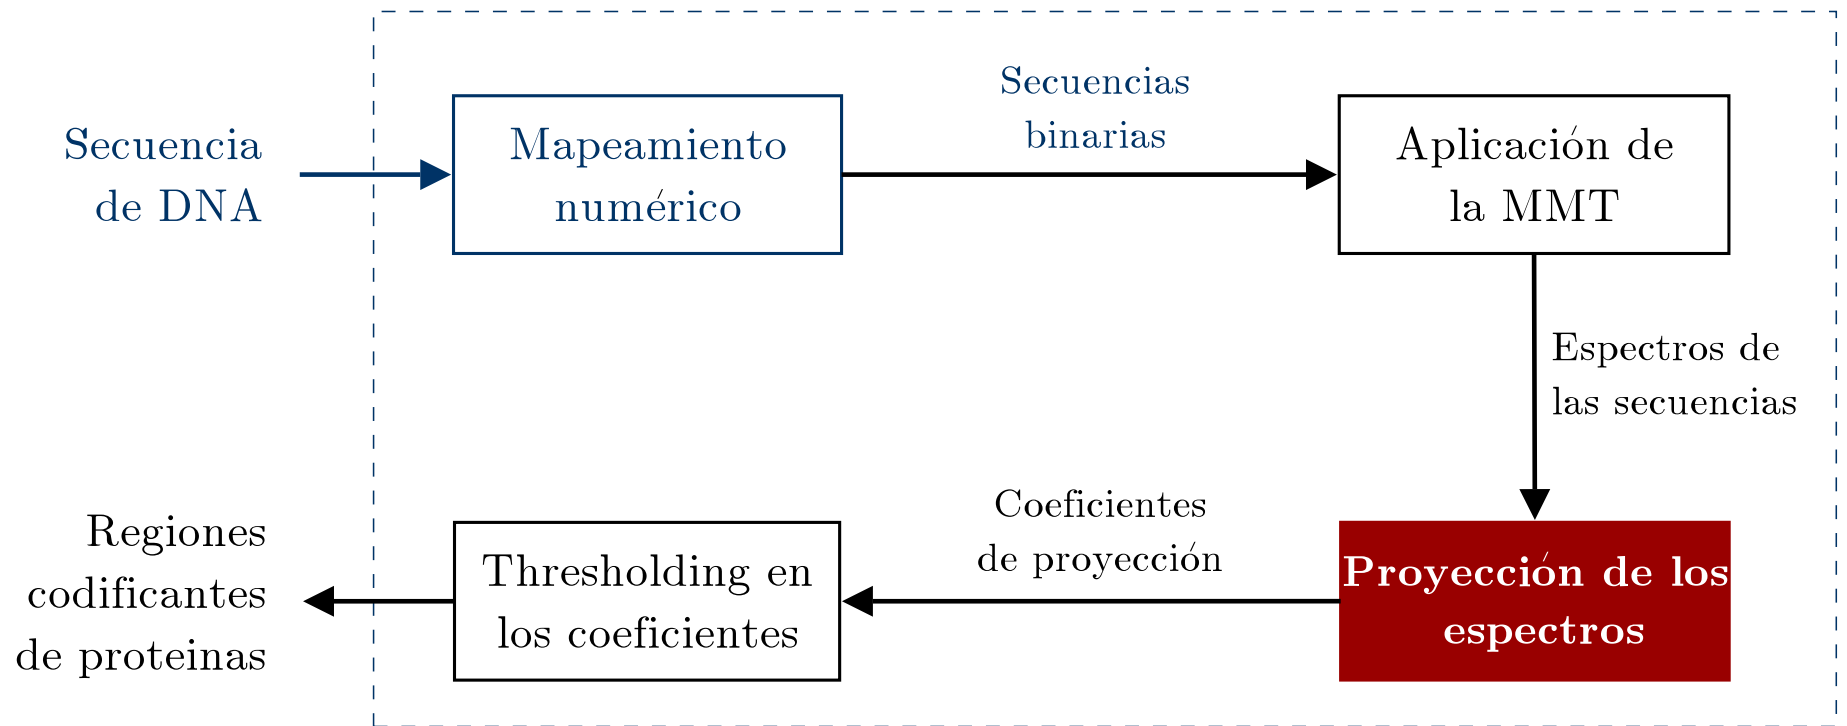 Secuencia
de DNA
Mapeamiento
numérico
Secuencias
binarias
Aplicación de
la MMT
Espectros de
las secuencias
Proyección de los
espectros
Coeficientes
de proyección
Thresholding en
los coeficientes
Regiones
codificantes
de proteinas